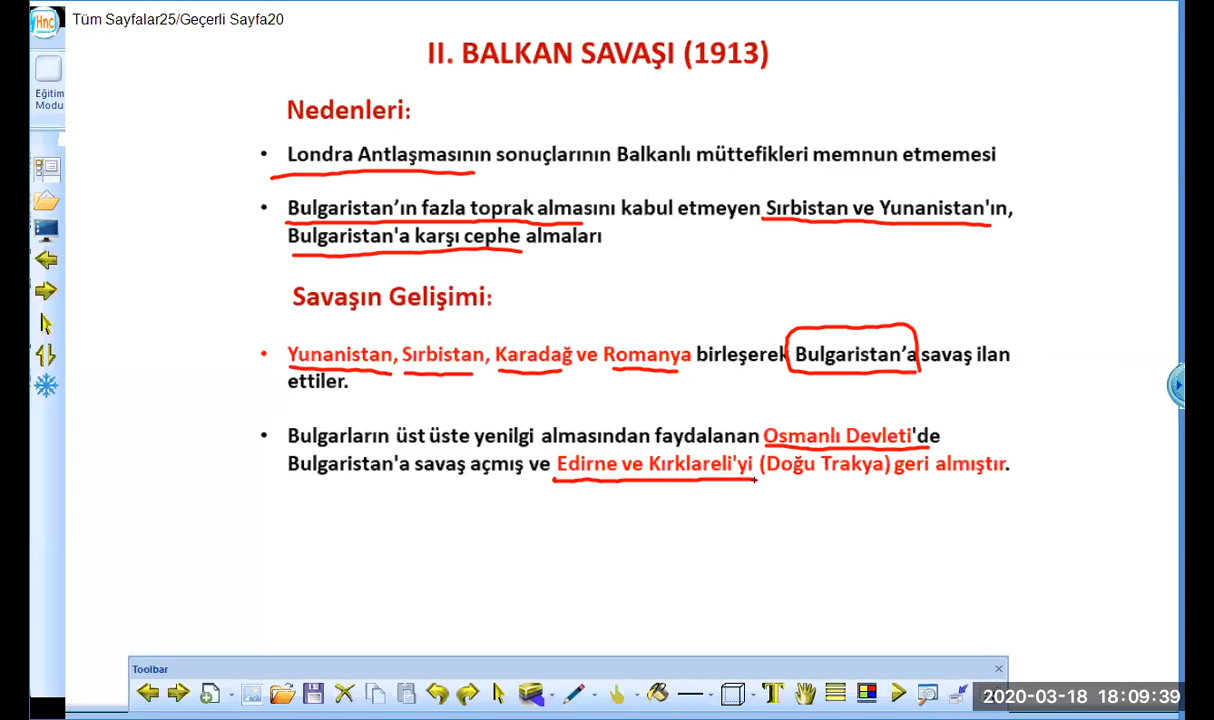 Hnc
Tüm Sayfalar25/Geçerli Sayfa20
Eğitim
Modu
II. BALKAN SAVAŞI (1913)
Nedenleri:
• Londra Antlaşmasının sonuçlarının Balkanlı müttefikleri memnun etmemesi
• Bulgaristan’ın fazla toprak almasını kabul etmeyen Sırbistan ve Yunanistan'ın,
Bulgaristan'a karşı cephe almaları
Savaşın Gelişimi:
• Yunanistan, Sırbistan, Karadağ ve Romanya birleşerek Bulgaristan’a savaş ilan
ettiler.
• Bulgarların üst üste yenilgi almasından faydalanan Osmanlı Devleti'de
Bulgaristan'a savaş açmış ve Edirne ve Kırklareli'yi (Doğu Trakya) geri almıştır.
Toolbar
2020-03-18 18:09:39